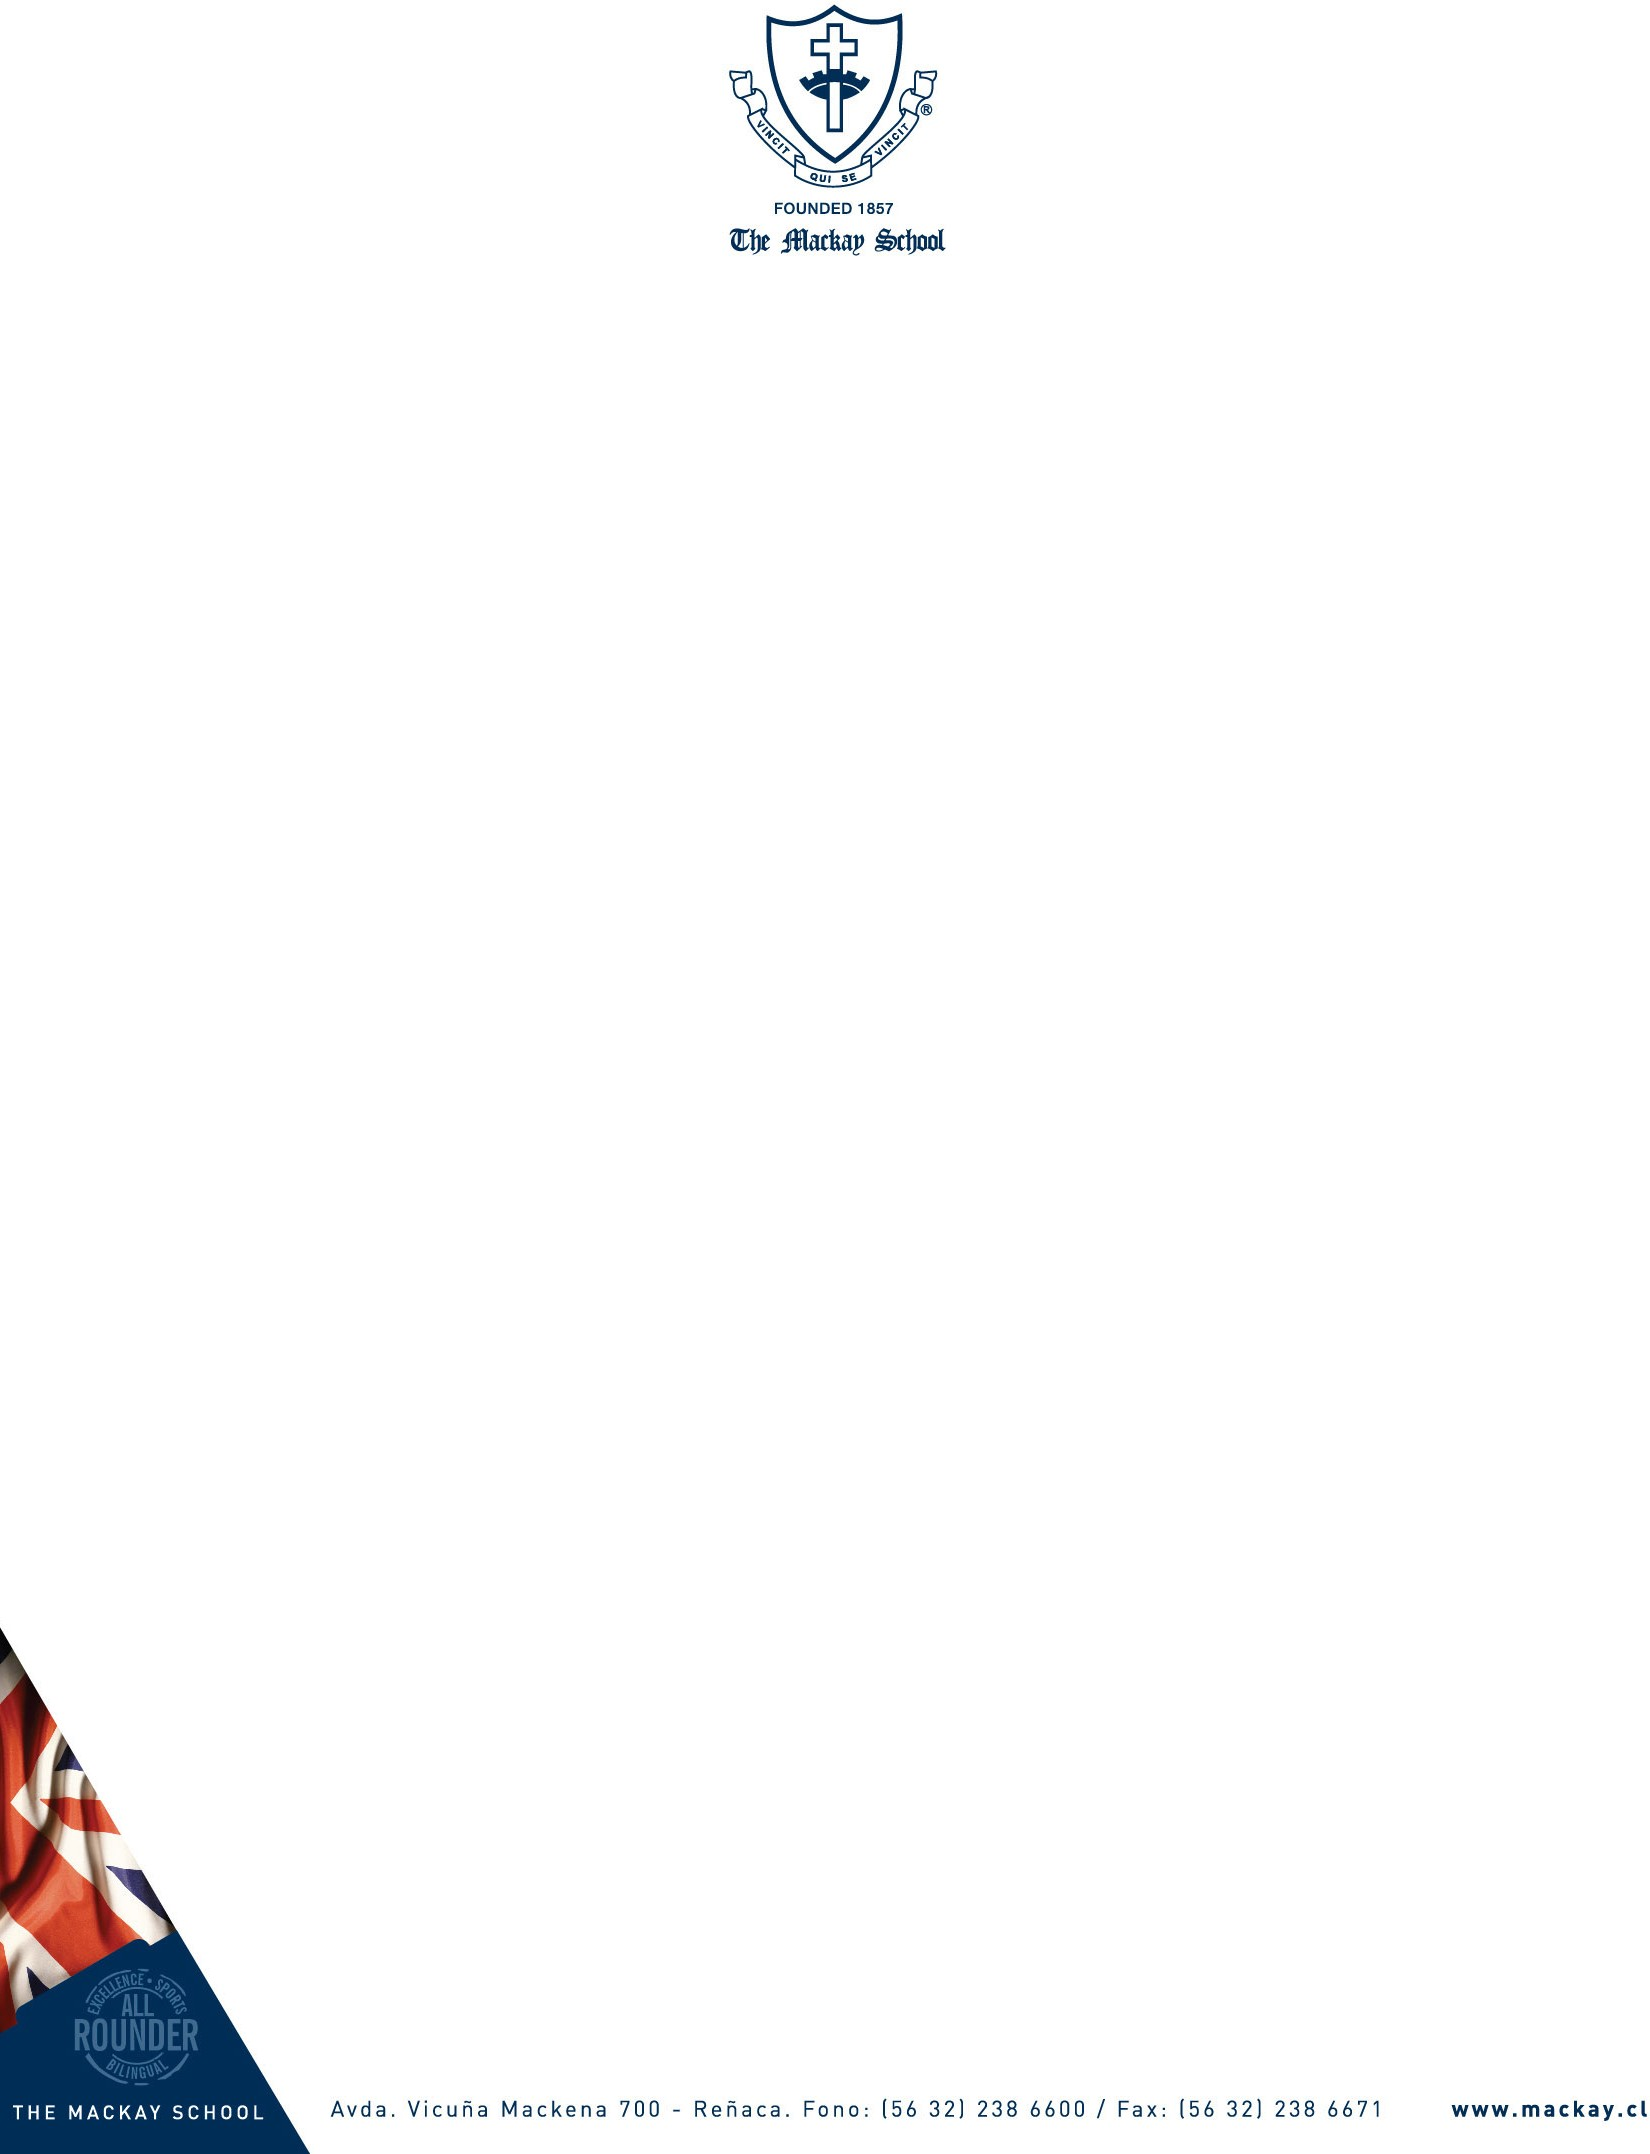 VINCIT QUI SE VINCIT
®
FOUNDED 1857
The Mackay School
EXCELLENCE • SPORTS
ALL
ROUNDER
BILINGUAL
THE MACKAY SCHOOL
Avda. Vicuña Mackena 700 - Reñaca. Fono: (56 32) 238 6600 / Fax: (56 32) 238 6671
www.mackay.cl